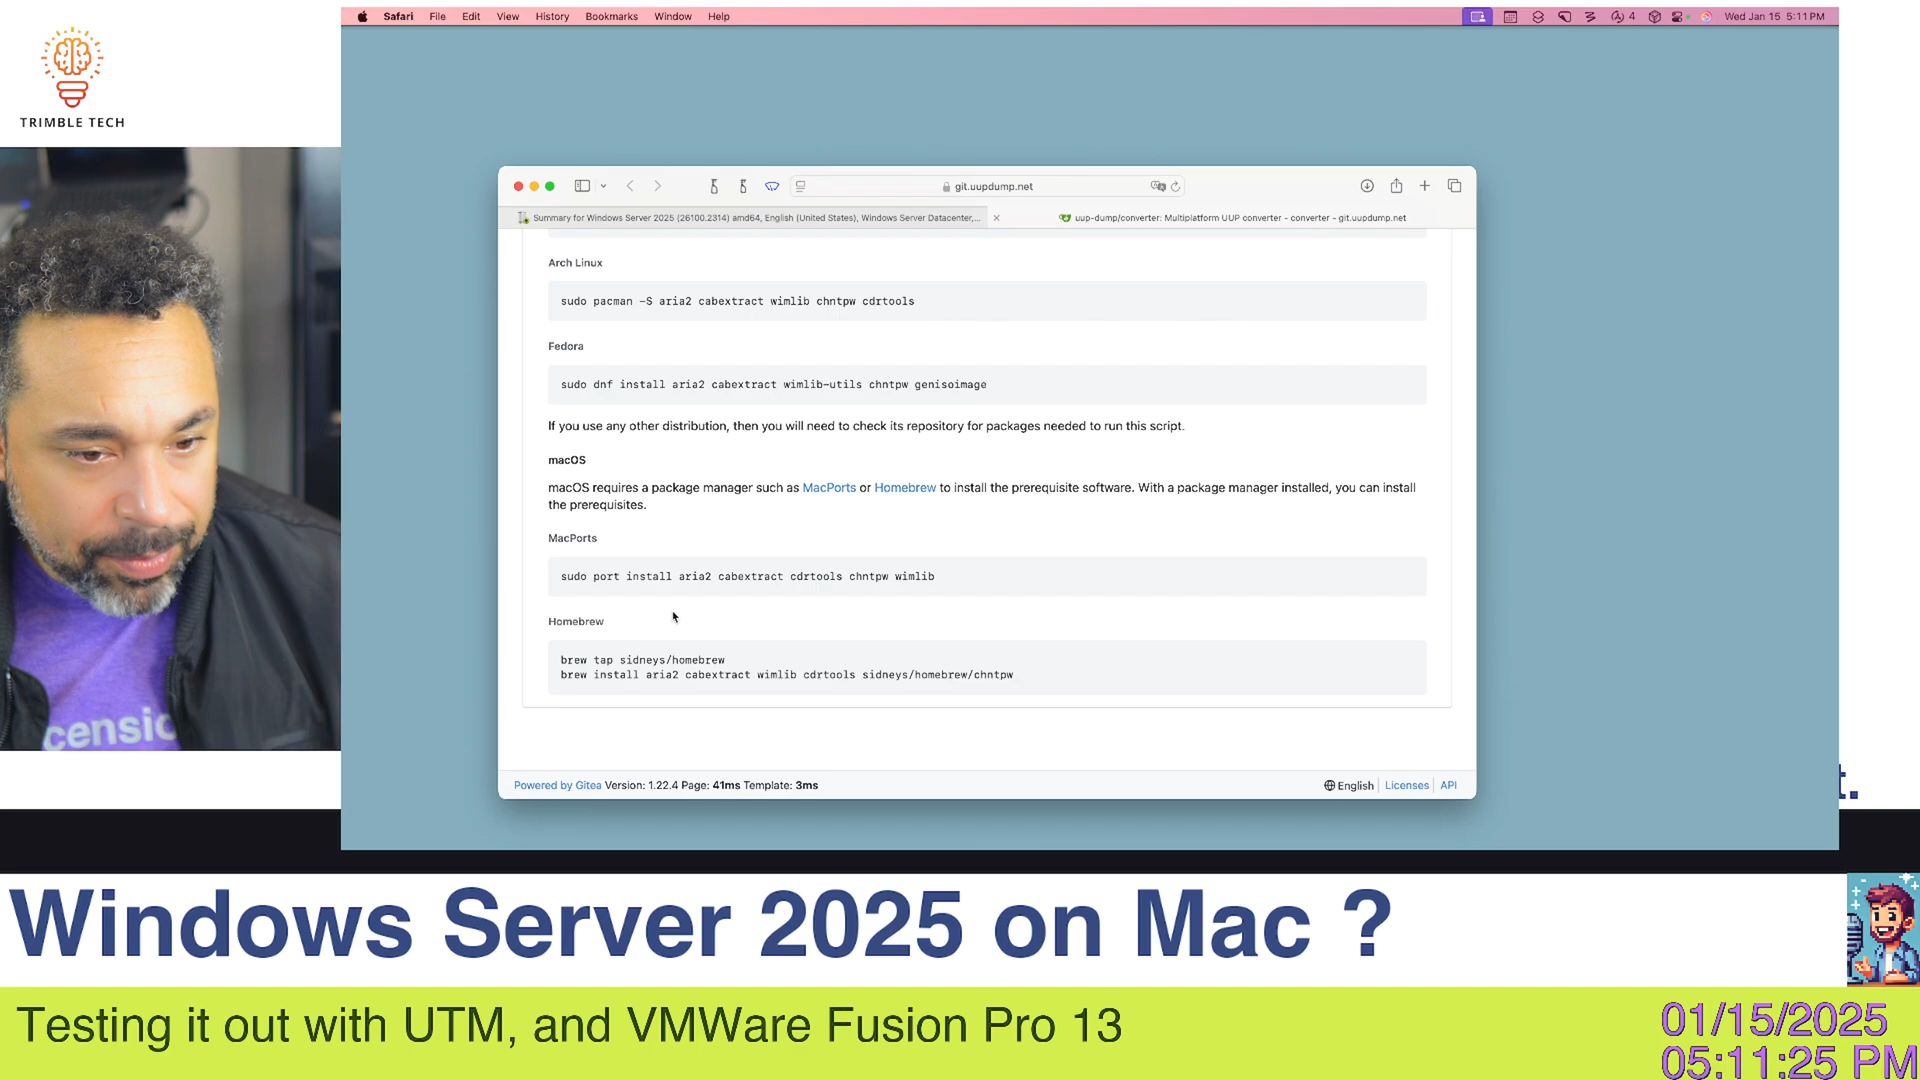 Safari File Edit View History Bookmarks Window Help
4
Wed Jan 15 5:11 PM
TRIMBLE TECH
git.uupdump.net
Summary for Windows Server 2025 (26100.2314) amd64, English (United States), Windows Server Datacenter,...
uup-dump/converter: Multiplatform UUP converter - converter - git.uupdump.net
Arch Linux
sudo pacman -S aria2 cabextract wimlib chntpw cdrtools
Fedora
sudo dnf install aria2 cabextract wimlib-utils chntpw genisoimage
If you use any other distribution, then you will need to check its repository for packages needed to run this script.
macOS
macOS requires a package manager such as MacPorts or Homebrew to install the prerequisite software. With a package manager installed, you can install
the prerequisites.
MacPorts
sudo port install aria2 cabextract cdrtools chntpw wimlib
Homebrew
brew tap sidneys/homebrew
brew install aria2 cabextract wimlib cdrtools sidneys/homebrew/chntpw
Powered by Gitea Version: 1.22.4 Page: 41ms Template: 3ms
English Licenses API
censi
t.
Windows Server 2025 on Mac ?
Testing it out with UTM, and VMWare Fusion Pro 13
01/15/2025
05:11:25 PM